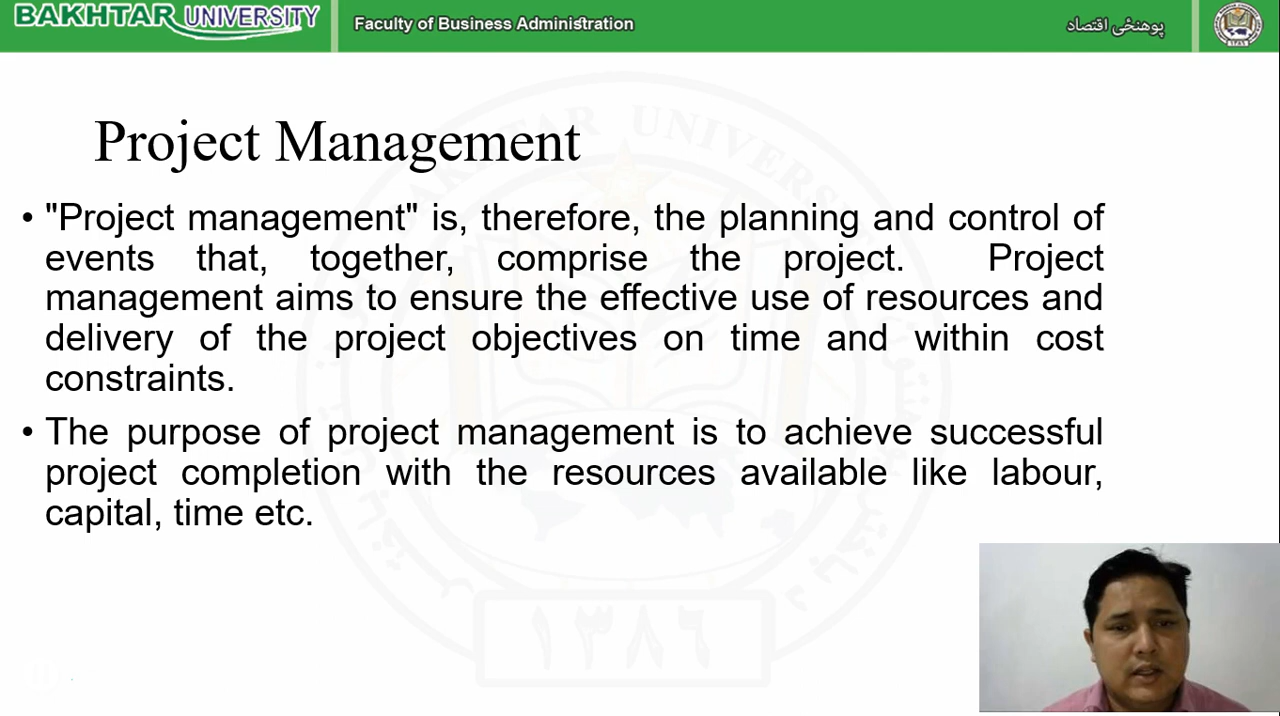 BAKHTAR UNIVERSITY
Faculty of Business Administration
پوهنځی اقتصاد
Project Management
• "Project management" is, therefore, the planning and control of
events that, together, comprise the project. Project
management aims to ensure the effective use of resources and
delivery of the project objectives on time and within cost
constraints.
• The purpose of project management is to achieve successful
project completion with the resources available like labour,
capital, time etc.
BAKHTAR UNIVERSITY
۱۳۸۶